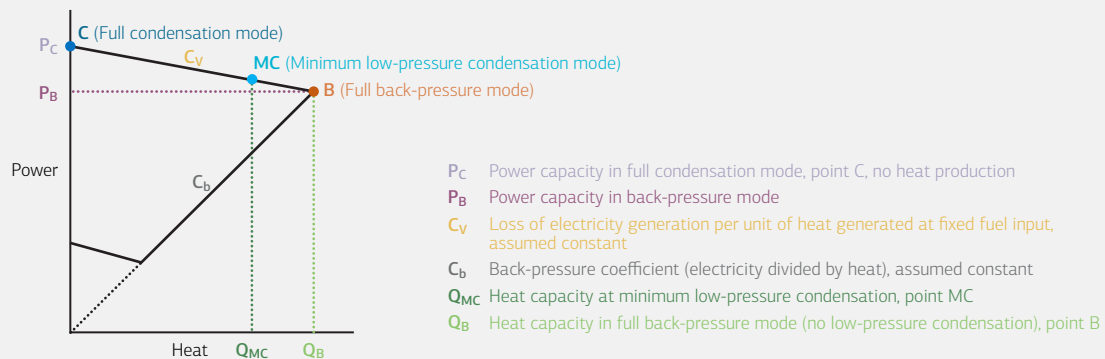 C (Full condensation mode)
PC
CV
MC (Minimum low-pressure condensation mode)
PB
B (Full back-pressure mode)
Power
Cb
Heat
QMC
QB
PC Power capacity in full condensation mode, point C, no heat production
PB Power capacity in back-pressure mode
CV Loss of electricity generation per unit of heat generated at fixed fuel input,
assumed constant
Cb Back-pressure coefficient (electricity divided by heat), assumed constant
QMC Heat capacity at minimum low-pressure condensation, point MC
QB Heat capacity in full back-pressure mode (no low-pressure condensation), point B